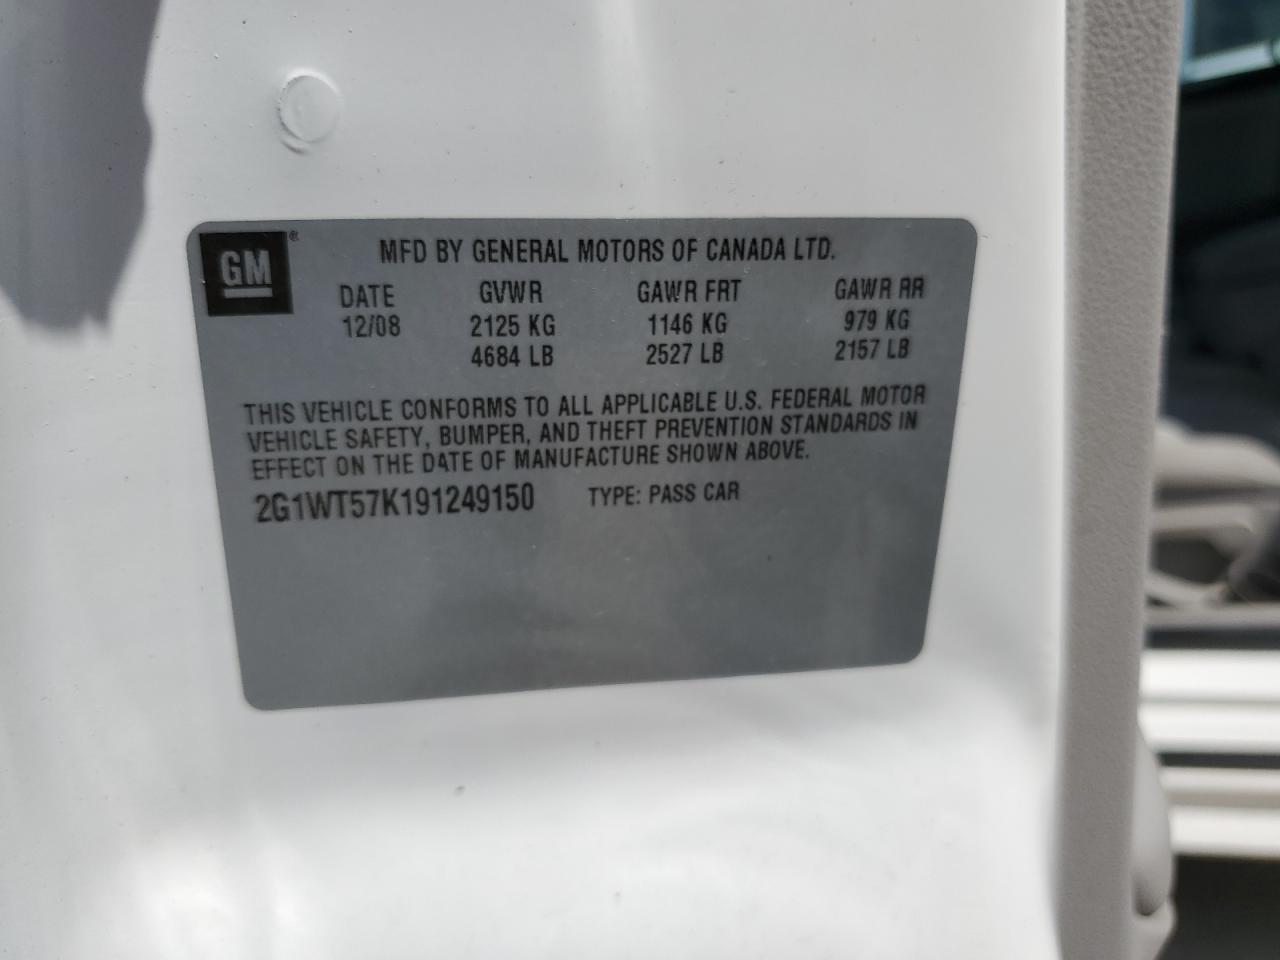 GM®
MFD BY GENERAL MOTORS OF CANADA LTD.
DATE GVWR GAWR FRT GAWR RR
12/08 2125 KG 1146 KG 979 KG
4684 LB 2527 LB 2157 LB
THIS VEHICLE CONFORMS TO ALL APPLICABLE U.S. FEDERAL MOTOR
VEHICLE SAFETY, BUMPER, AND THEFT PREVENTION STANDARDS IN
EFFECT ON THE DATE OF MANUFACTURE SHOWN ABOVE.
2G1WT57K191249150 TYPE: PASS CAR